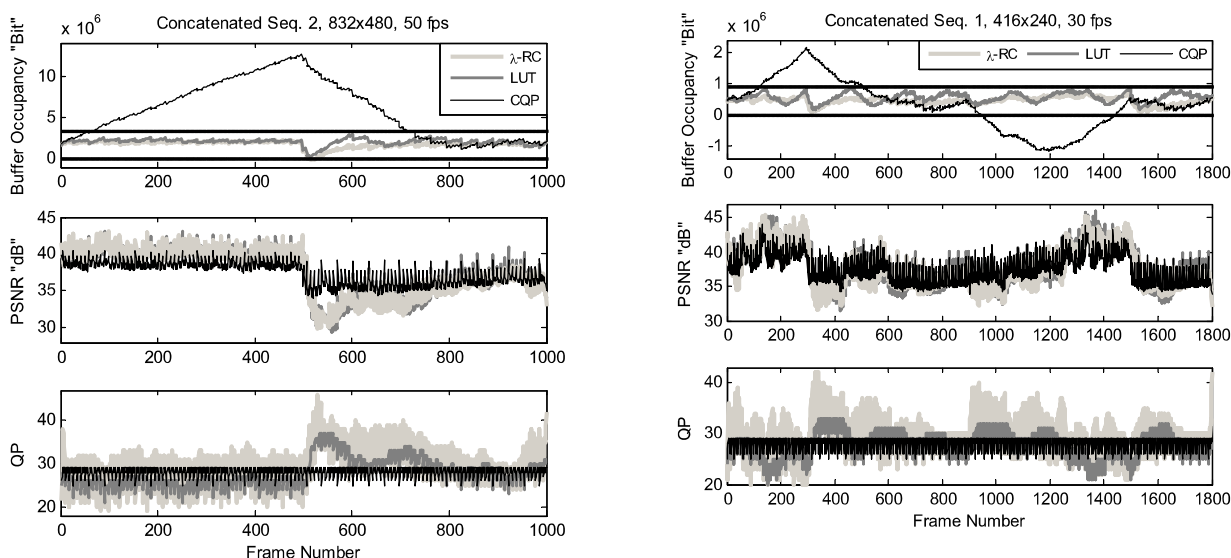 Concatenated Seq. 2, 832x480, 50 fps
x 10^6
Buffer Occupancy "Bit"
10
5
0
λ-RC
LUT
CQP
0 200 400 600 800 1000
PSNR "dB"
45
40
35
30
0 200 400 600 800 1000
QP
40
30
20
0 200 400 600 800 1000
Frame Number
Concatenated Seq. 1, 416x240, 30 fps
x 10^6
Buffer Occupancy "Bit"
2
1
0
-1
λ-RC LUT CQP
0 200 400 600 800 1000 1200 1400 1600 1800
PSNR "dB"
45
40
35
30
0 200 400 600 800 1000 1200 1400 1600 1800
QP
40
30
20
0 200 400 600 800 1000 1200 1400 1600 1800
Frame Number